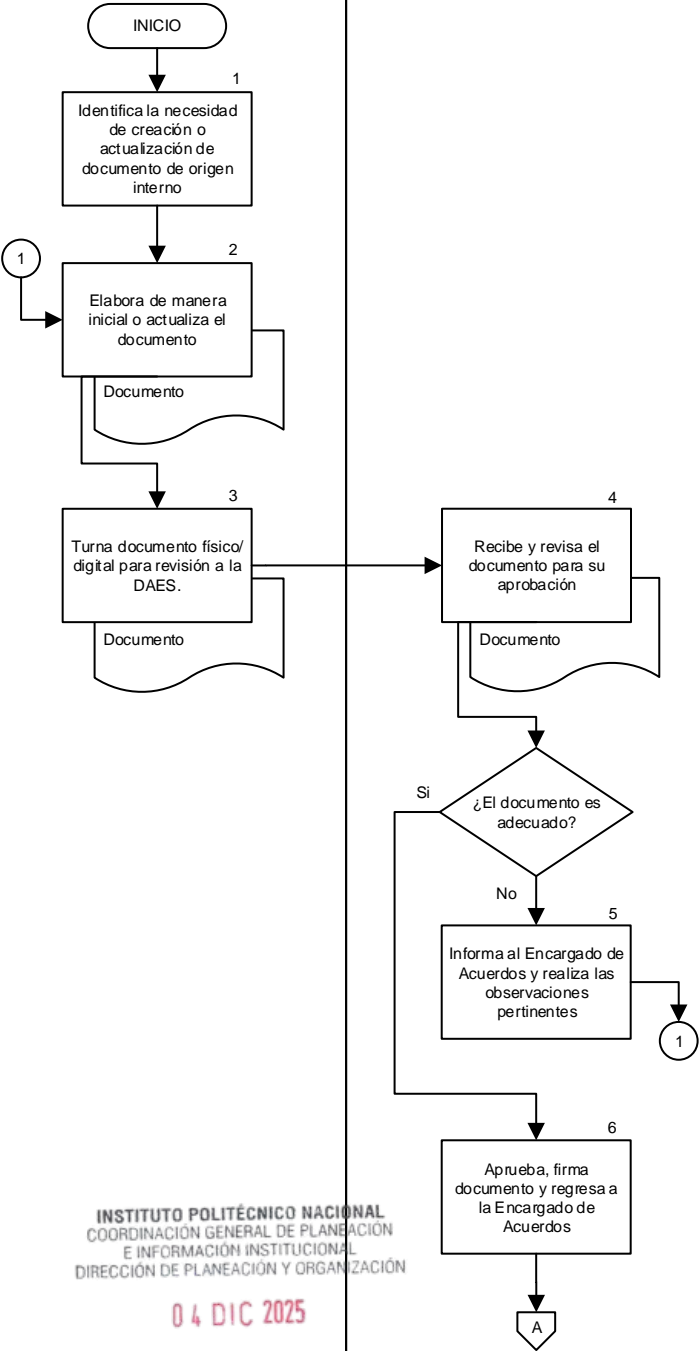 INICIO
1
Identifica la necesidad
de creación o
actualización de
documento de origen
interno
1
2
Elabora de manera
inicial o actualiza el
documento
Documento
3
Turna documento físico/
digital para revisión a la
DAES.
Documento
4
Recibe y revisa el
documento para su
aprobación
Documento
¿El documento es
adecuado?
Si
No
5
Informa al Encargado de
Acuerdos y realiza las
observaciones
pertinentes
1
6
Aprueba, firma
documento y regresa a
la Encargado de
Acuerdos
A
INSTITUTO POLITÉCNICO NACIONAL
COORDINACIÓN GENERAL DE PLANEACIÓN
E INFORMACIÓN INSTITUCIONAL
DIRECCIÓN DE PLANEACIÓN Y ORGANIZACIÓN
04 DIC 2025